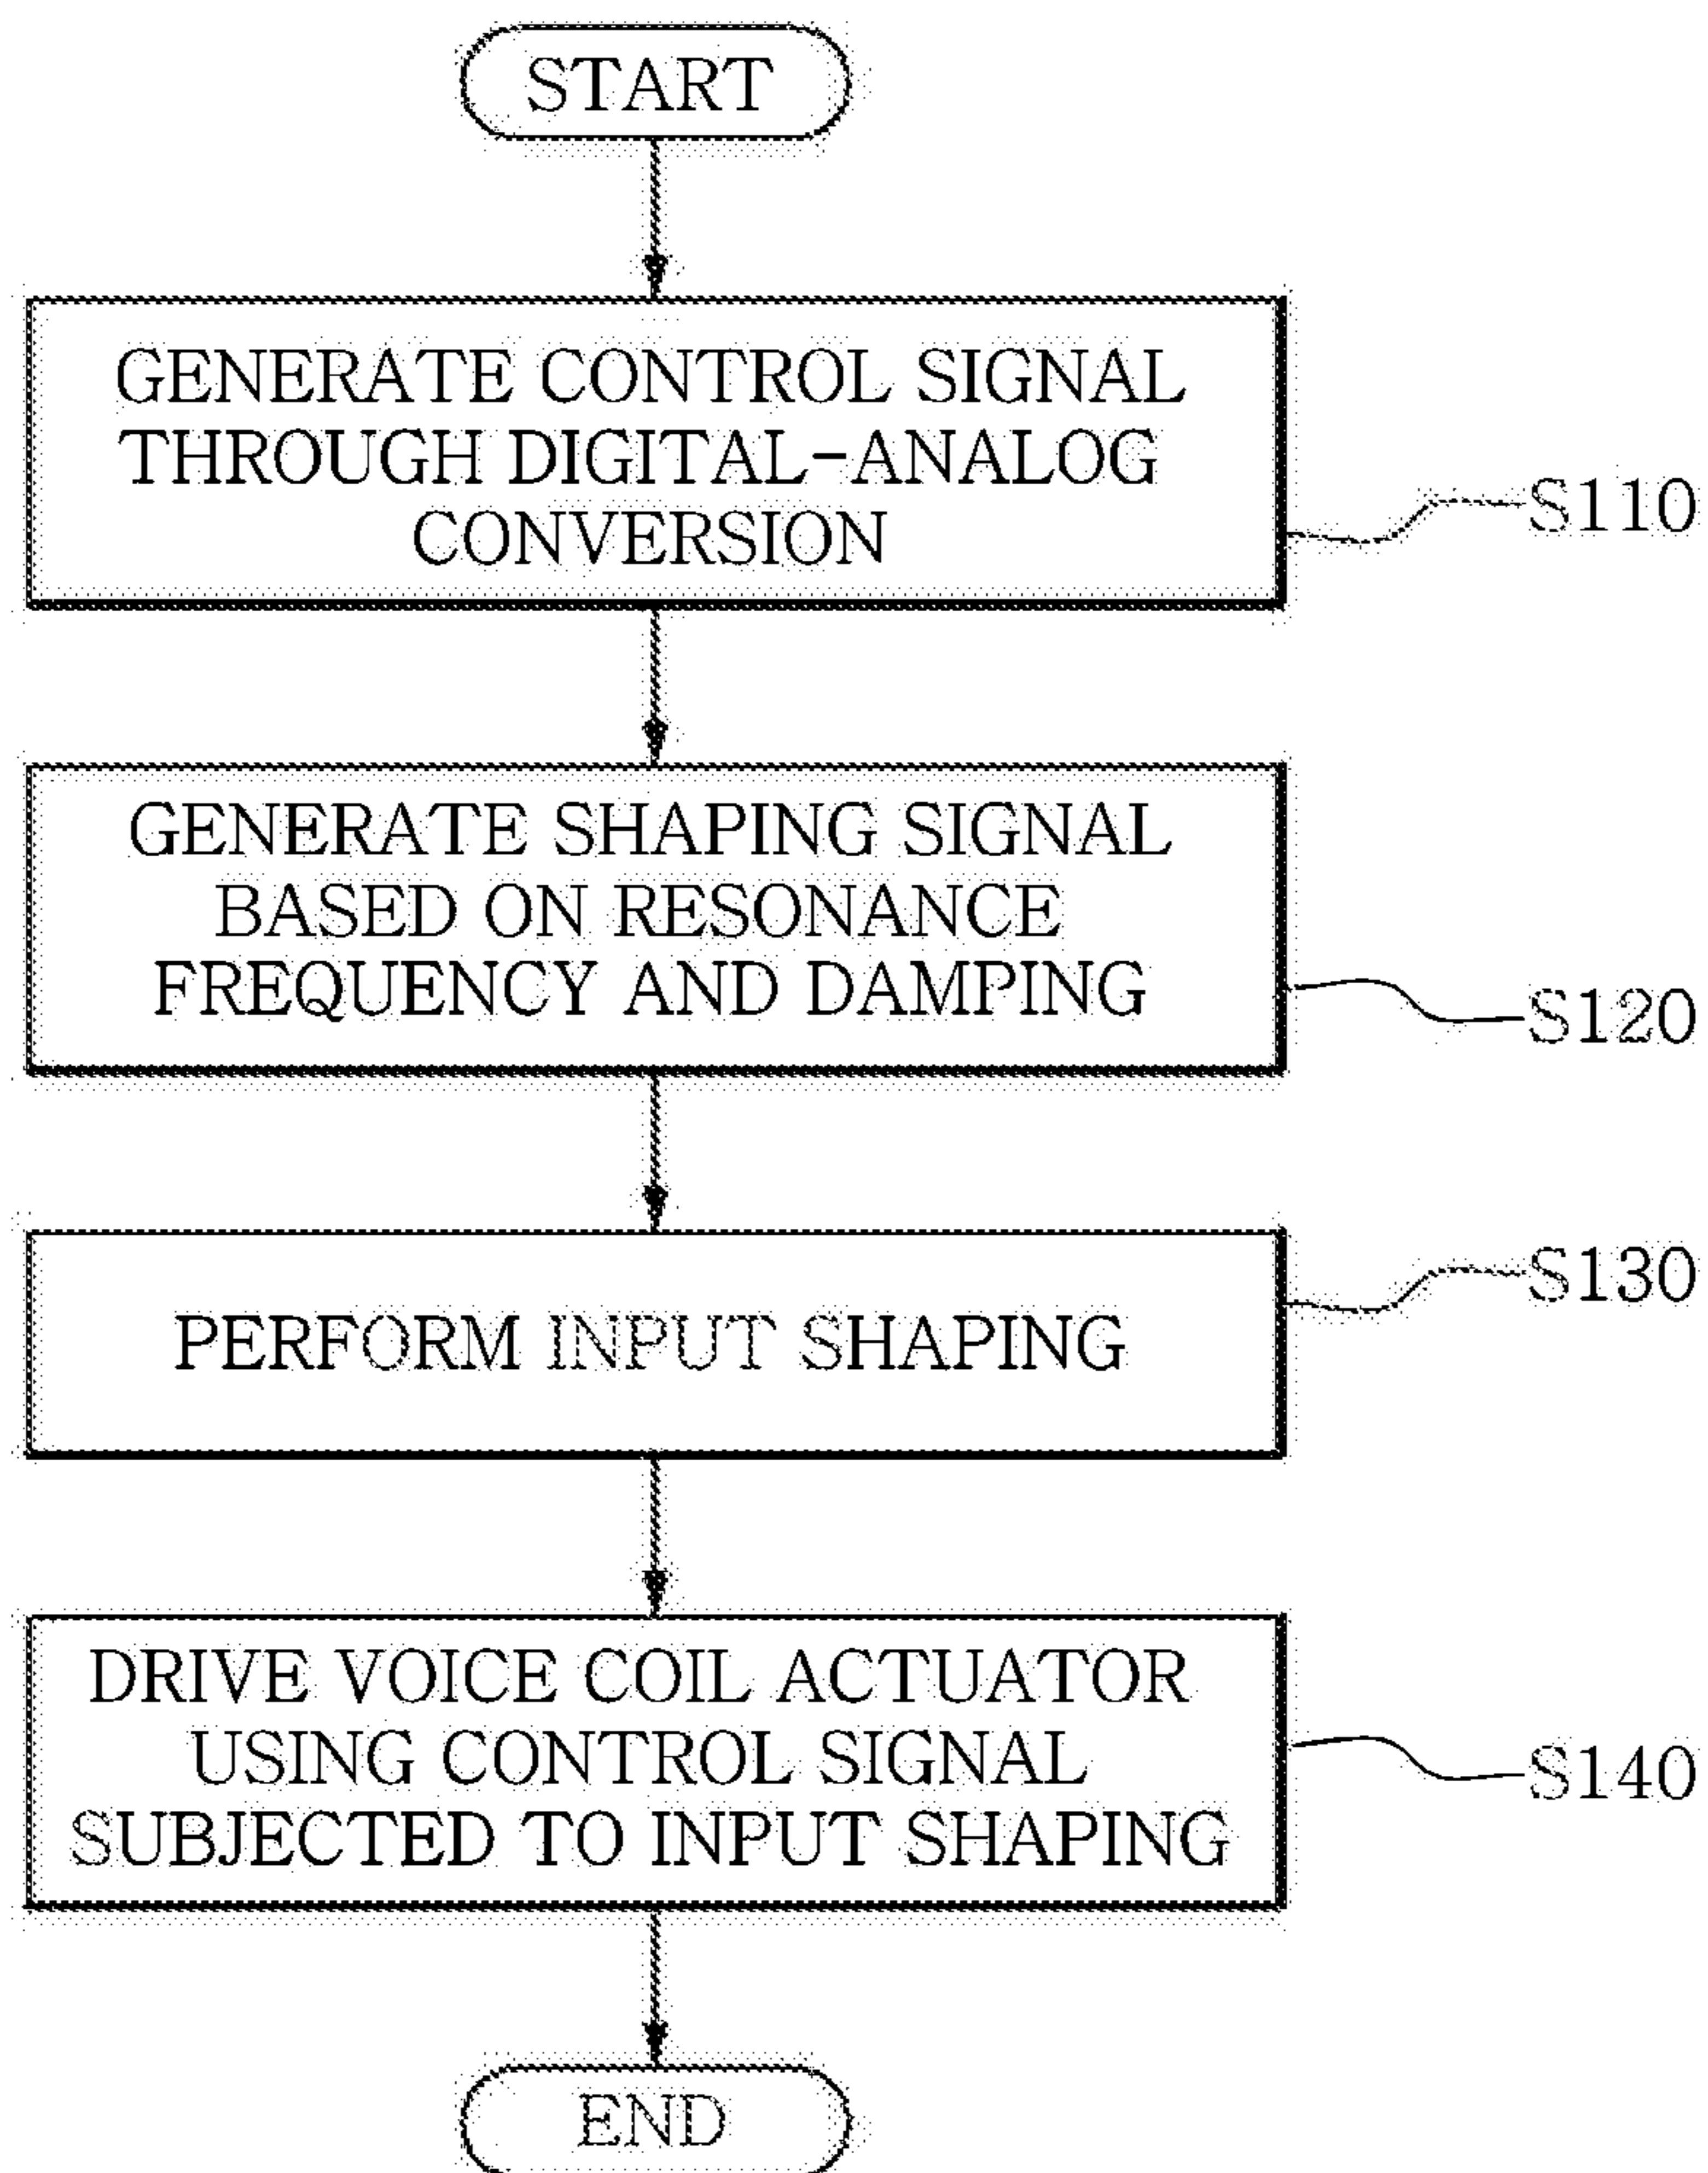 START
GENERATE CONTROL SIGNAL
THROUGH DIGITAL-ANALOG
CONVERSION
S110
GENERATE SHAPING SIGNAL
BASED ON RESONANCE
FREQUENCY AND DAMPING
S120
PERFORM INPUT SHAPING
S130
DRIVE VOICE COIL ACTUATOR
USING CONTROL SIGNAL
SUBJECTED TO INPUT SHAPING
S140
END